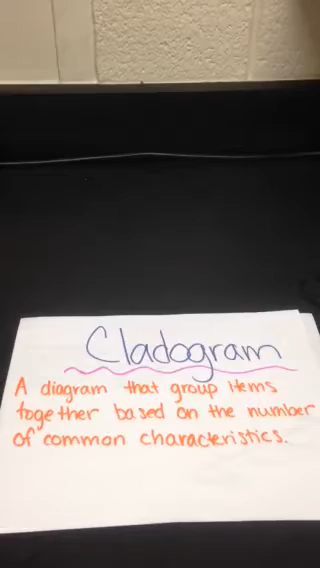 Cladogram
A diagram that group items
together based on the number
of common characteristics.